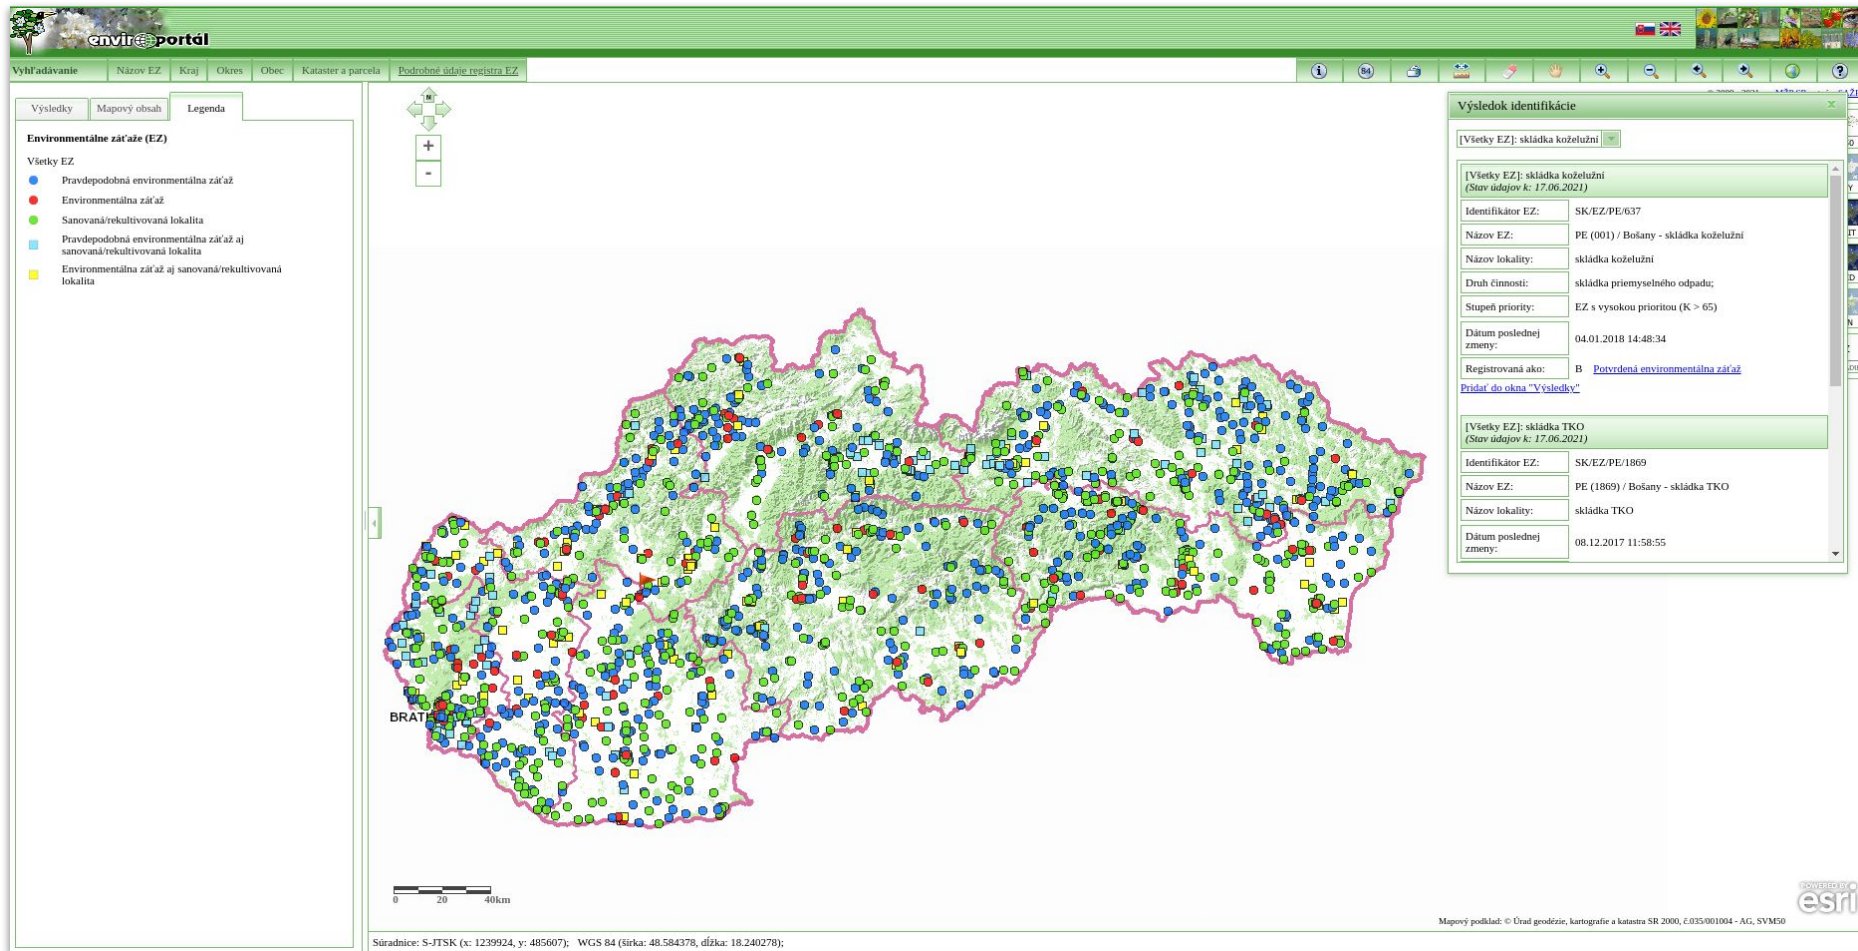 enviroportál
Vyhľadávanie
Názov EZ
Kraj
Okres
Obec
Kataster a parcela
Podrobné údaje registra EZ
84
Výsledky
Mapový obsah
Legenda
Environmentálne záťaže (EZ)
Všetky EZ
Pravdepodobná environmentálna záťaž
Environmentálna záťaž
Sanovaná/rekultivovaná lokalita
Pravdepodobná environmentálna záťaž aj
sanovaná/rekultivovaná lokalita
Environmentálna záťaž aj sanovaná/rekultivovaná
lokalita
N
+
-
BRATI
0 20 40km
Výsledok identifikácie
[Všetky EZ]: skládka koželužní
[Všetky EZ]: skládka koželužní
(Stav údajov k: 17.06.2021)
Identifikátor EZ: SK/EZ/PE/637
Názov EZ: PE (001) / Bošany - skládka koželužní
Názov lokality: skládka koželužní
Druh činnosti: skládka priemyselného odpadu;
Stupeň priority: EZ s vysokou prioritou (K > 65)
Dátum poslednej
zmeny: 04.01.2018 14:48:34
Registrovaná ako: B Potvrdená environmentálna záťaž
Pridať do okna "Výsledky"
[Všetky EZ]: skládka TKO
(Stav údajov k: 17.06.2021)
Identifikátor EZ: SK/EZ/PE/1869
Názov EZ: PE (1869) / Bošany - skládka TKO
Názov lokality: skládka TKO
Dátum poslednej
zmeny: 08.12.2017 11:58:55
POWERED BY
esri
Mapový podklad: © Úrad geodézie, kartografie a katastra SR 2000, č.035/001004 - AG, SVM50
Súradnice: S-JTSK (x: 1239924, y: 485607); WGS 84 (šírka: 48.584378, dĺžka: 18.240278);